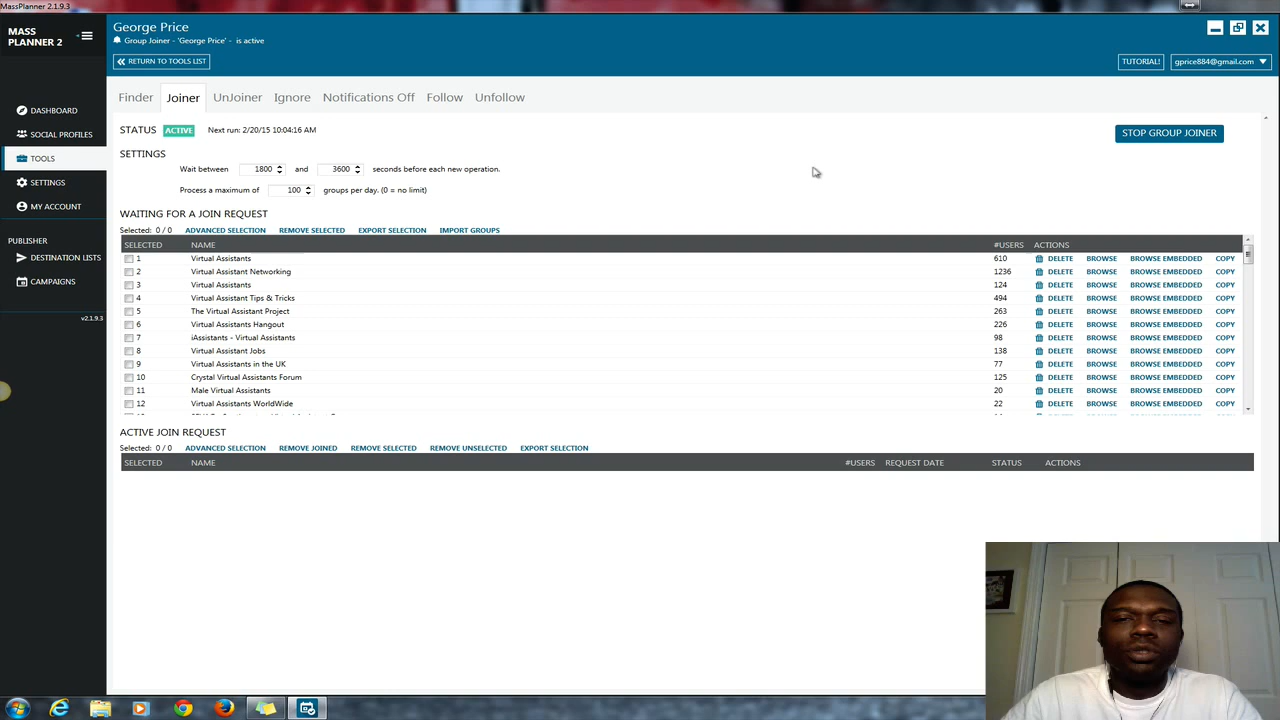 MassPlanner 2.1.9.3
MASS PLANNER 2
George Price
Group Joiner - 'George Price' - is active
RETURN TO TOOLS LIST
TUTORIAL!
gprice884@gmail.com
DASHBOARD
SOCIAL PROFILES
TOOLS
SETTINGS
MY ACCOUNT
PUBLISHER
DESTINATION LISTS
CAMPAIGNS
v2.1.9.3
Finder Joiner UnJoiner Ignore Notifications Off Follow Unfollow
STATUS ACTIVE Next run: 2/20/15 10:04:16 AM
STOP GROUP JOINER
SETTINGS
Wait between 1800 and 3600 seconds before each new operation.
Process a maximum of 100 groups per day. (0 = no limit)
WAITING FOR A JOIN REQUEST
Selected: 0 / 0 ADVANCED SELECTION REMOVE SELECTED EXPORT SELECTION IMPORT GROUPS
SELECTED NAME #USERS ACTIONS
1 Virtual Assistants 610 DELETE BROWSE BROWSE EMBEDDED COPY
2 Virtual Assistant Networking 1236 DELETE BROWSE BROWSE EMBEDDED COPY
3 Virtual Assistants 124 DELETE BROWSE BROWSE EMBEDDED COPY
4 Virtual Assistant Tips & Tricks 494 DELETE BROWSE BROWSE EMBEDDED COPY
5 The Virtual Assistant Project 263 DELETE BROWSE BROWSE EMBEDDED COPY
6 Virtual Assistants Hangout 226 DELETE BROWSE BROWSE EMBEDDED COPY
7 iAssistants - Virtual Assistants 98 DELETE BROWSE BROWSE EMBEDDED COPY
8 Virtual Assistant Jobs 138 DELETE BROWSE BROWSE EMBEDDED COPY
9 Virtual Assistants in the UK 77 DELETE BROWSE BROWSE EMBEDDED COPY
10 Crystal Virtual Assistants Forum 125 DELETE BROWSE BROWSE EMBEDDED COPY
11 Male Virtual Assistants 20 DELETE BROWSE BROWSE EMBEDDED COPY
12 Virtual Assistants WorldWide 22 DELETE BROWSE BROWSE EMBEDDED COPY
ACTIVE JOIN REQUEST
Selected: 0 / 0 ADVANCED SELECTION REMOVE JOINED REMOVE SELECTED REMOVE UNSELECTED EXPORT SELECTION
SELECTED NAME #USERS REQUEST DATE STATUS ACTIONS